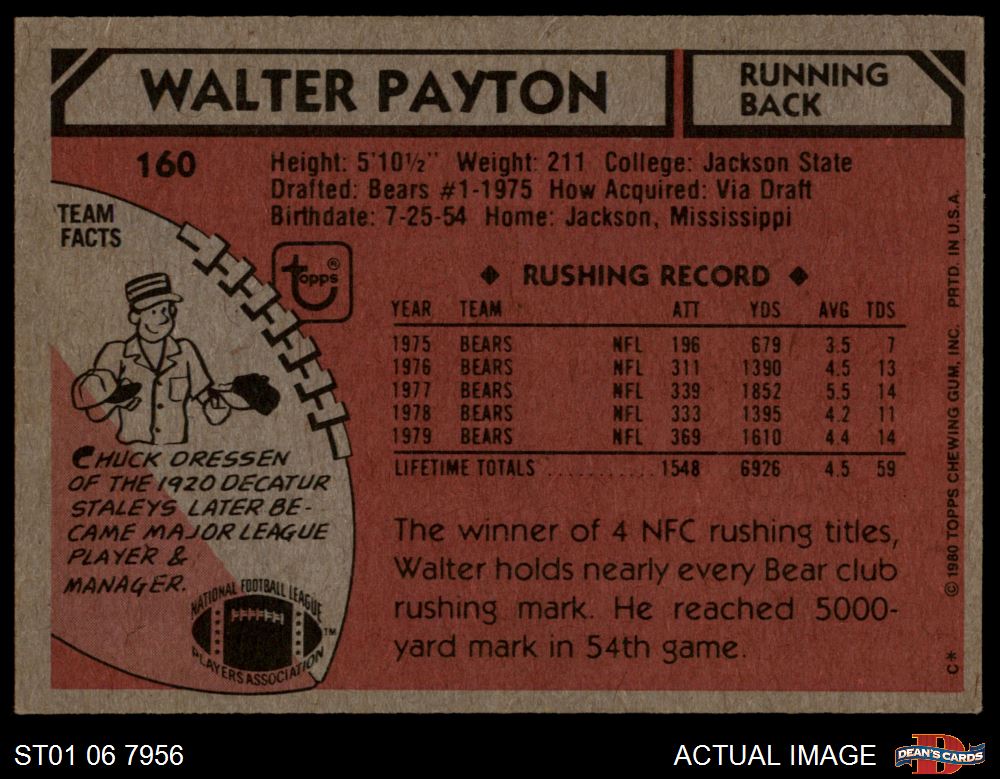 WALTER PAYTON
RUNNING
BACK
160
Height: 5'10½" Weight: 211 College: Jackson State
Drafted: Bears #1-1975 How Acquired: Via Draft
Birthdate: 7-25-54 Home: Jackson, Mississippi
TEAM
FACTS
topps®
CHUCK DRESSEN
OF THE 1920 DECATUR
STALEYS LATER BE-
CAME MAJOR LEAGUE
PLAYER &
MANAGER.
NATIONAL FOOTBALL LEAGUE
PLAYERS ASSOCIATION
TM
◆ RUSHING RECORD ◆
YEAR TEAM ATT YDS AVG TDS
1975 BEARS NFL 196 679 3.5 7
1976 BEARS NFL 311 1390 4.5 13
1977 BEARS NFL 339 1852 5.5 14
1978 BEARS NFL 333 1395 4.2 11
1979 BEARS NFL 369 1610 4.4 14
LIFETIME TOTALS ............ 1548 6926 4.5 59
The winner of 4 NFC rushing titles,
Walter holds nearly every Bear club
rushing mark. He reached 5000-
yard mark in 54th game.
C* © 1980 TOPPS CHEWING GUM, INC. PRTD. IN U.S.A.
ST01 06 7956
ACTUAL IMAGE
D
DEAN'S CARDS